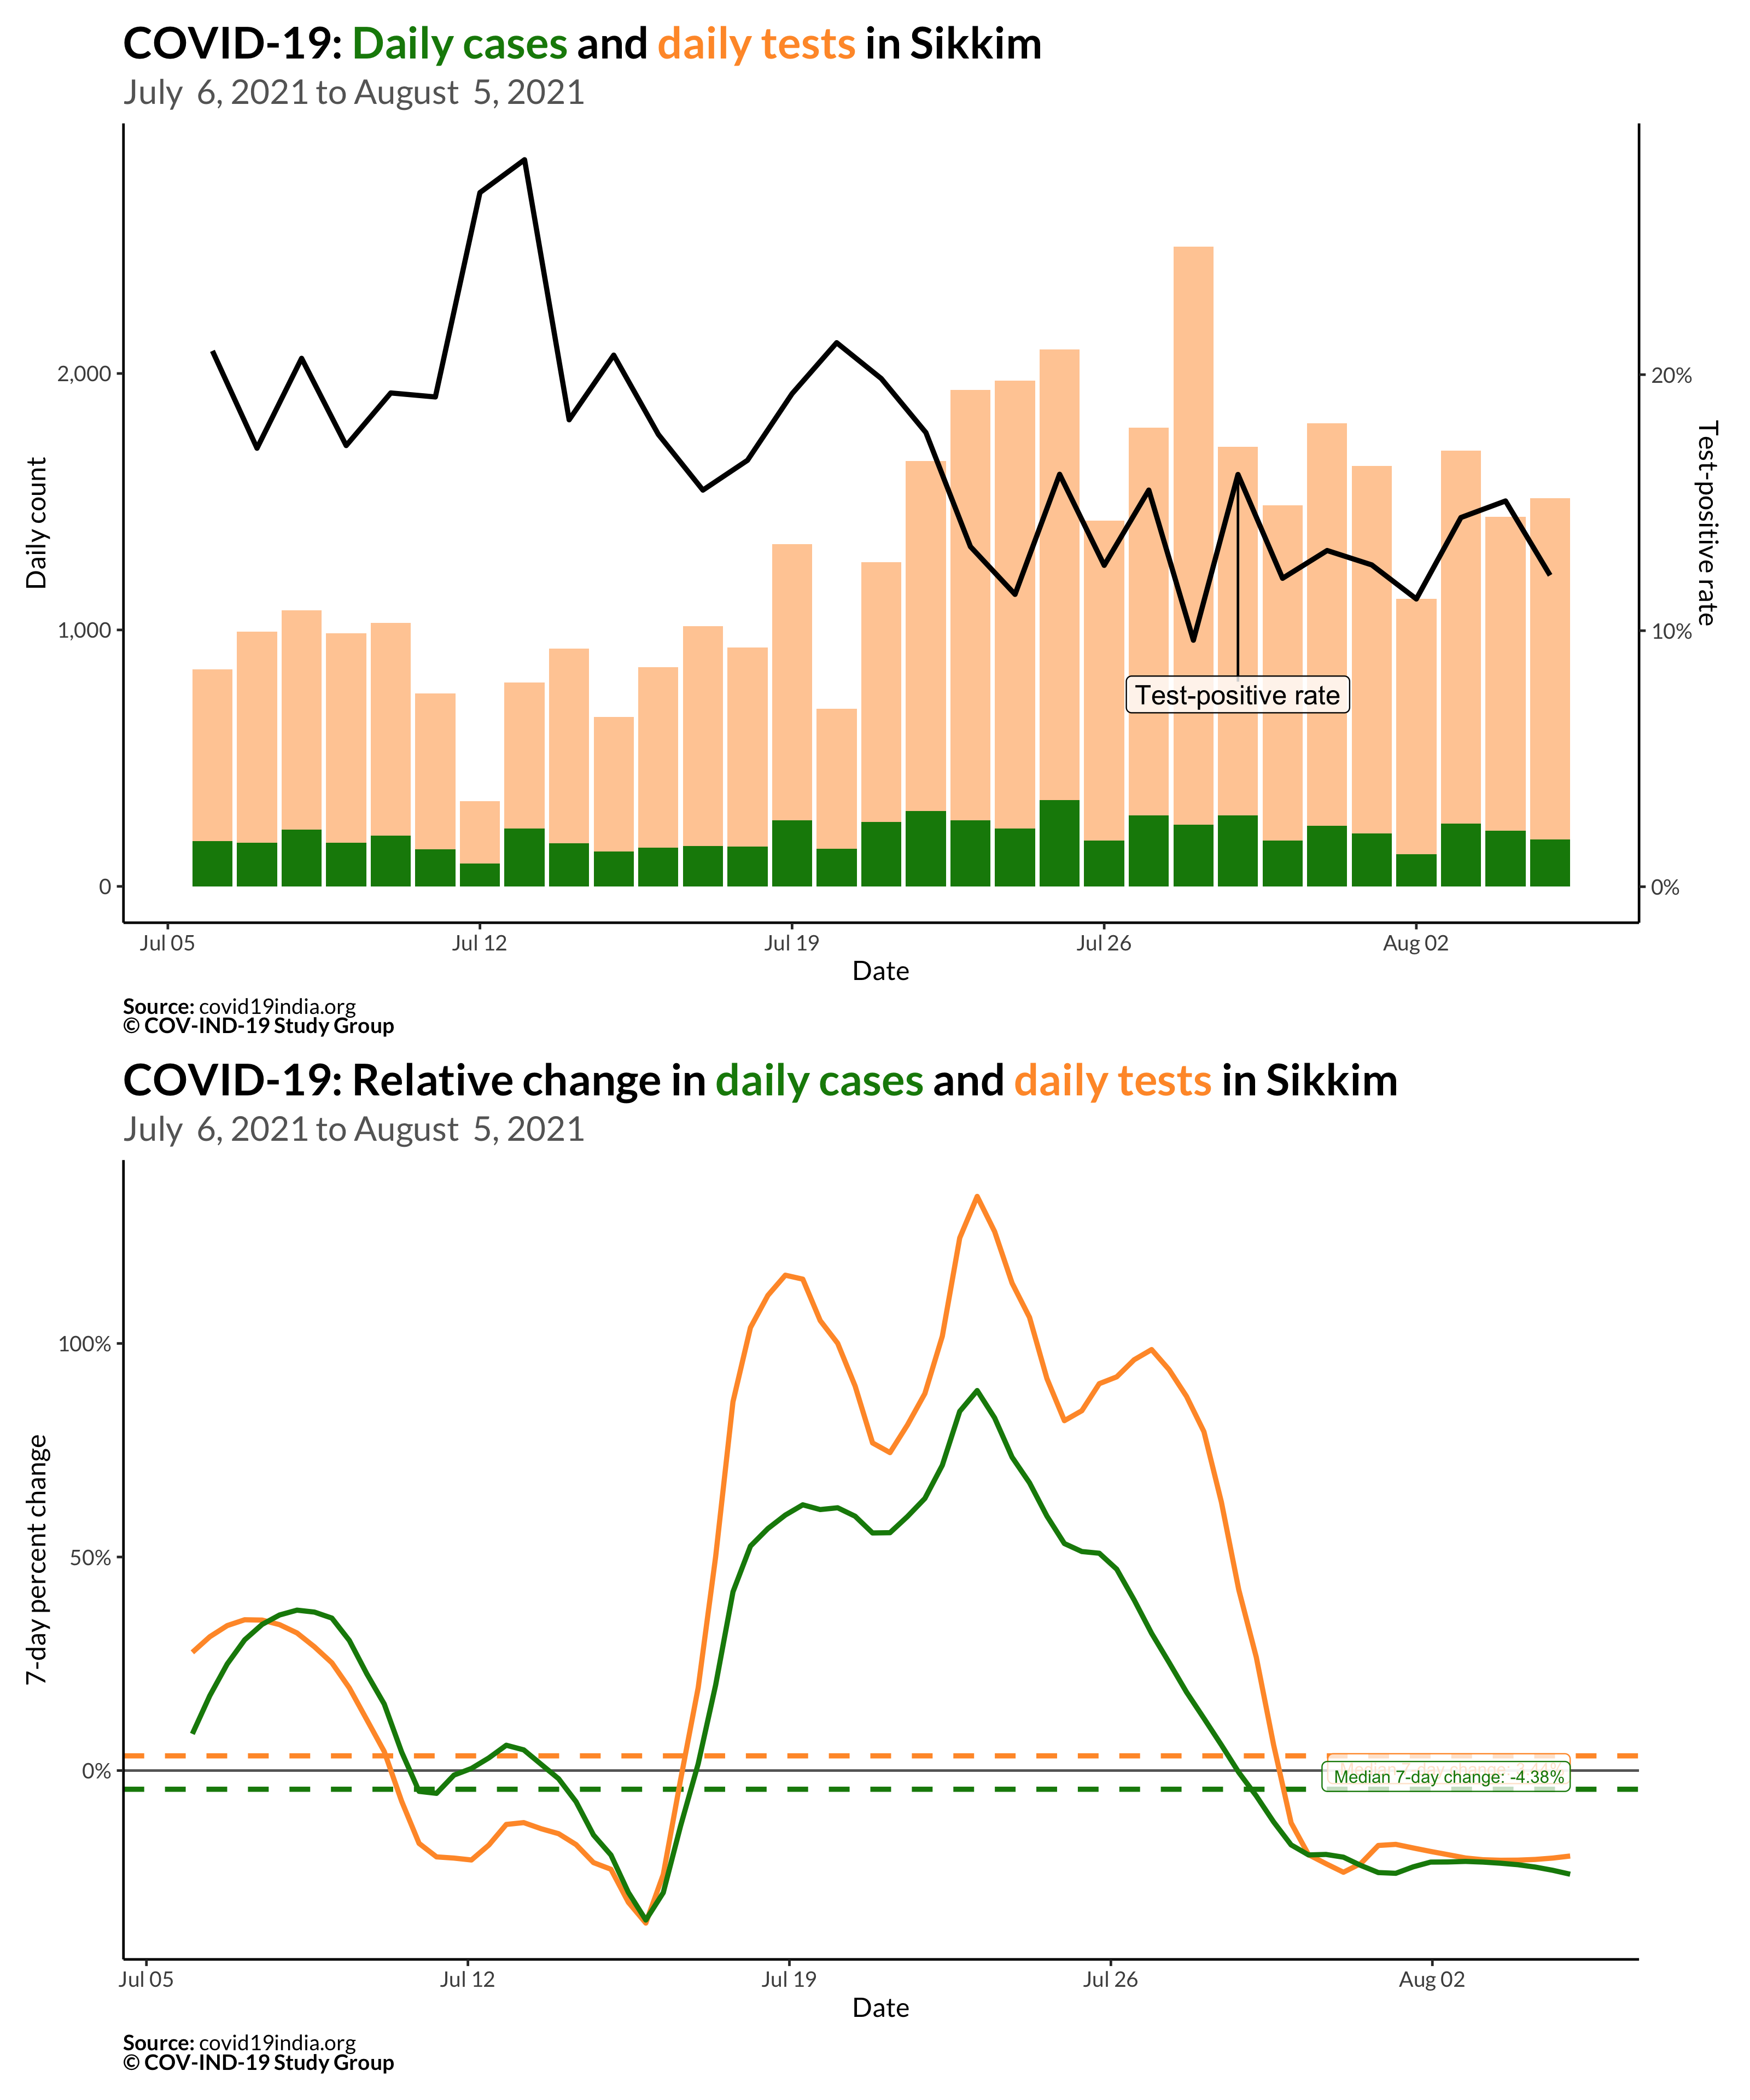 COVID-19: Daily cases and daily tests in Sikkim
July 6, 2021 to August 5, 2021
Daily count
2,000
1,000
0
20%
10%
0%
Test-positive rate
Test-positive rate
Jul 05
Jul 12
Jul 19
Jul 26
Aug 02
Date
Source: covid19india.org
© COV-IND-19 Study Group
COVID-19: Relative change in daily cases and daily tests in Sikkim
July 6, 2021 to August 5, 2021
7-day percent change
100%
50%
0%
Median 7-day change: -4.38%
Jul 05
Jul 12
Jul 19
Jul 26
Aug 02
Date
Source: covid19india.org
© COV-IND-19 Study Group